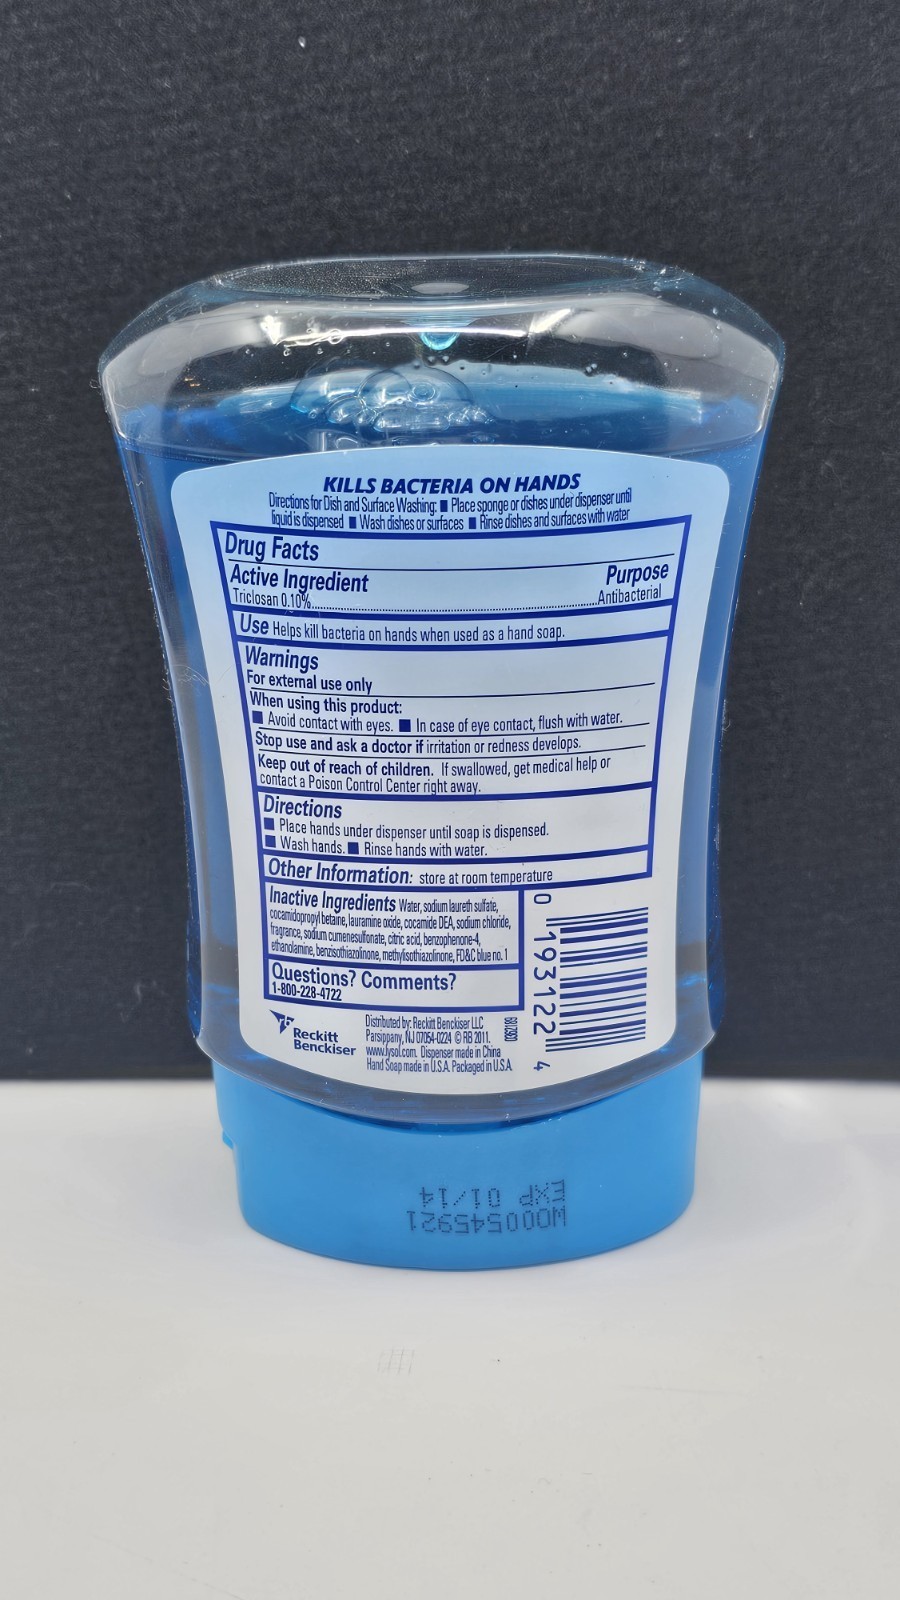 KILLS BACTERIA ON HANDS
Directions for Dish and Surface Washing: ■ Place sponge or dishes under dispenser until
liquid is dispensed ■ Wash dishes or surfaces ■ Rinse dishes and surfaces with water
Drug Facts
Active Ingredient Purpose
Triclosan 0.10%...Antibacterial
Use Helps kill bacteria on hands when used as a hand soap.
Warnings
For external use only
When using this product:
■ Avoid contact with eyes. ■ In case of eye contact, flush with water.
Stop use and ask a doctor if irritation or redness develops.
Keep out of reach of children. If swallowed, get medical help or
contact a Poison Control Center right away.
Directions
■ Place hands under dispenser until soap is dispensed.
■ Wash hands. ■ Rinse hands with water.
Other Information: store at room temperature
Inactive Ingredients Water, sodium laureth sulfate,
cocamidopropyl betaine, lauramine oxide, cocamide DEA, sodium chloride,
fragrance, sodium cumenesulfonate, citric acid, benzophenone-4,
ethanolamine, benzisothiazolinone, methylisothiazolinone, FD&C blue no. 1
Questions? Comments?
1-800-228-4722
Reckitt
Benckiser
Distributed by: Reckitt Benckiser LLC
Parsippany, NJ 07054-0224 © RB 2011.
www.lysol.com. Dispenser made in China
Hand Soap made in U.S.A. Packaged in U.S.A.
0 193122 4
W000545921
EXP 01/14